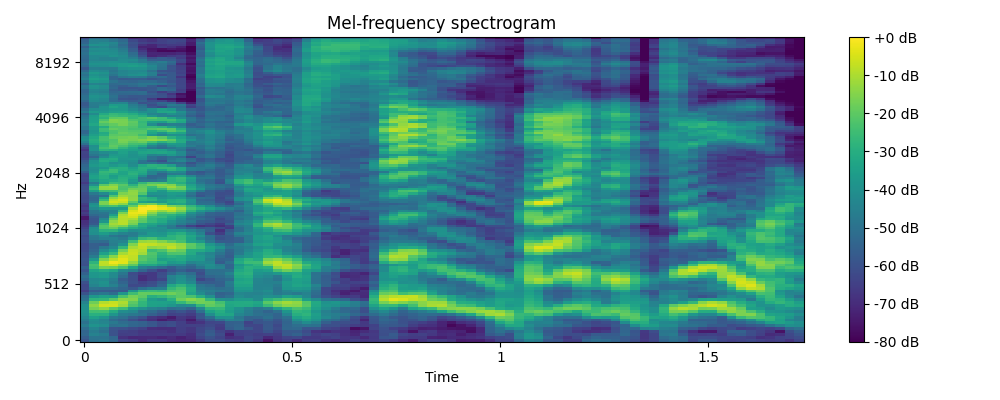 Mel-frequency spectrogram
Hz
8192
4096
2048
1024
512
0
0
0.5
1
1.5
Time
+0 dB
-10 dB
-20 dB
-30 dB
-40 dB
-50 dB
-60 dB
-70 dB
-80 dB